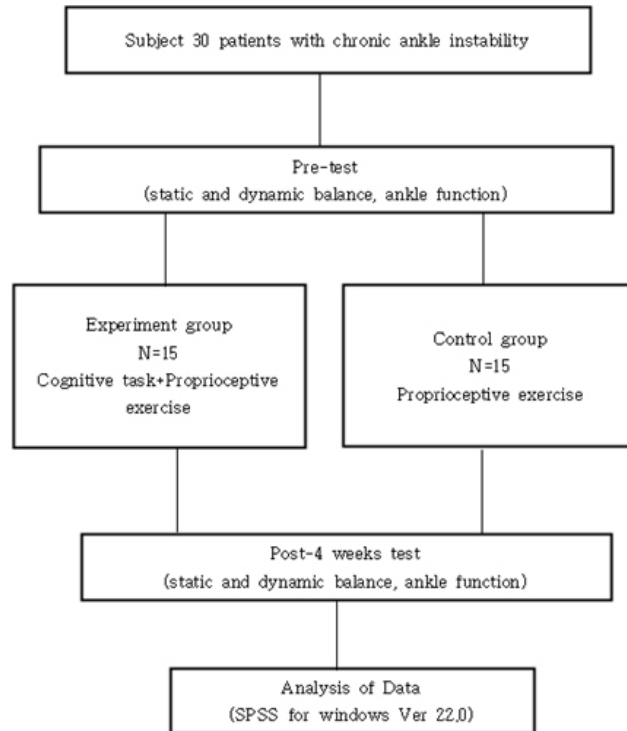 Subject 30 patients with chronic ankle instability
Pre-test
(static and dynamic balance, ankle function)
Experiment group
N=15
Cognitive task+Proprioceptive
exercise
Control group
N=15
Proprioceptive exercise
Post-4 weeks test
(static and dynamic balance, ankle function)
Analysis of Data
(SPSS for windows Ver 22.0)